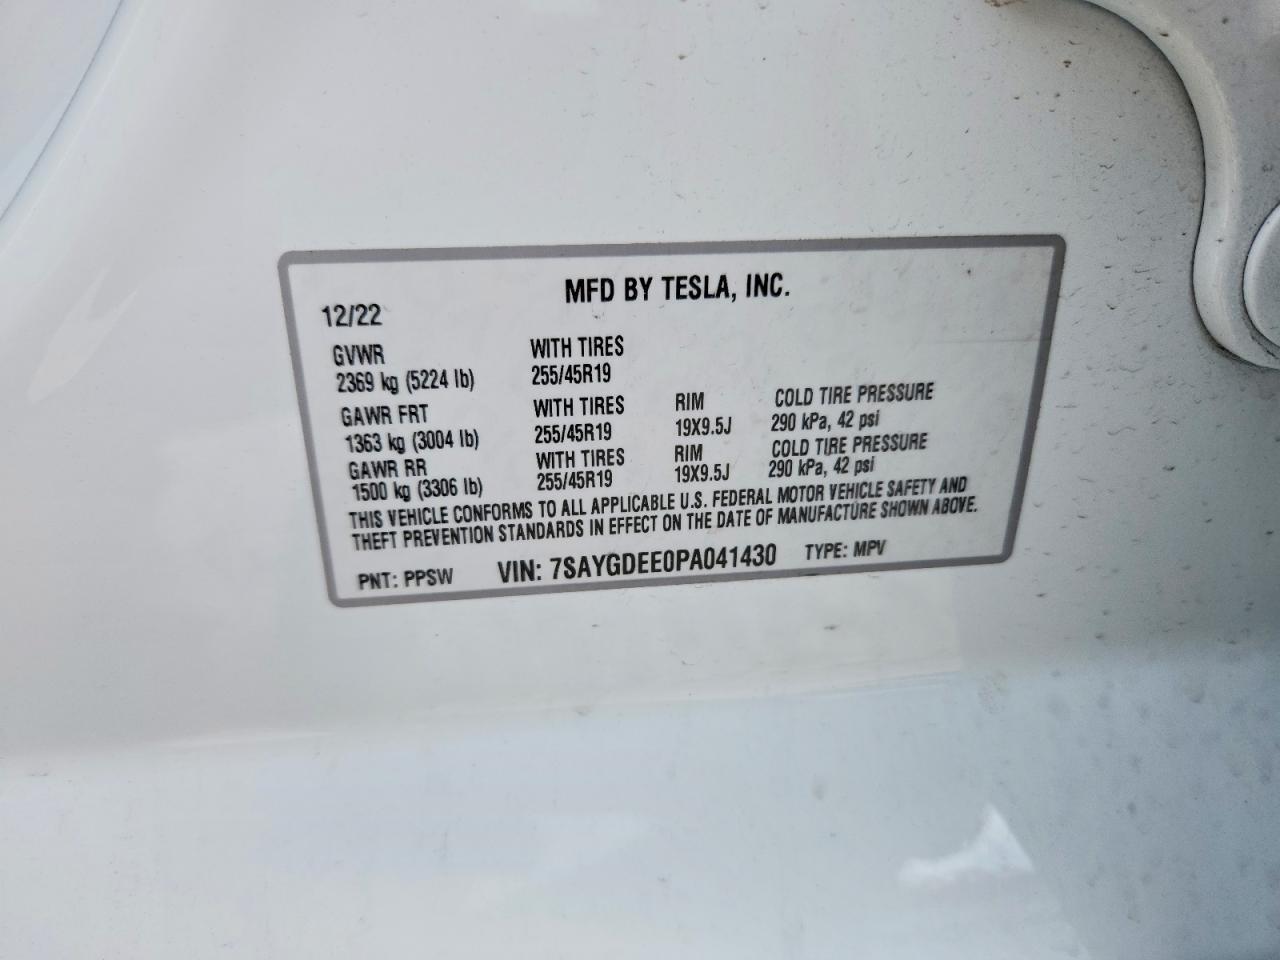 MFD BY TESLA, INC.
12/22
GVWR WITH TIRES
2369 kg (5224 lb) 255/45R19
GAWR FRT WITH TIRES RIM COLD TIRE PRESSURE
1363 kg (3004 lb) 255/45R19 19X9.5J 290 kPa, 42 psi
GAWR RR WITH TIRES RIM COLD TIRE PRESSURE
1500 kg (3306 lb) 255/45R19 19X9.5J 290 kPa, 42 psi
THIS VEHICLE CONFORMS TO ALL APPLICABLE U.S. FEDERAL MOTOR VEHICLE SAFETY AND
THEFT PREVENTION STANDARDS IN EFFECT ON THE DATE OF MANUFACTURE SHOWN ABOVE.
PNT: PPSW VIN: 7SAYGDEE0PA041430 TYPE: MPV